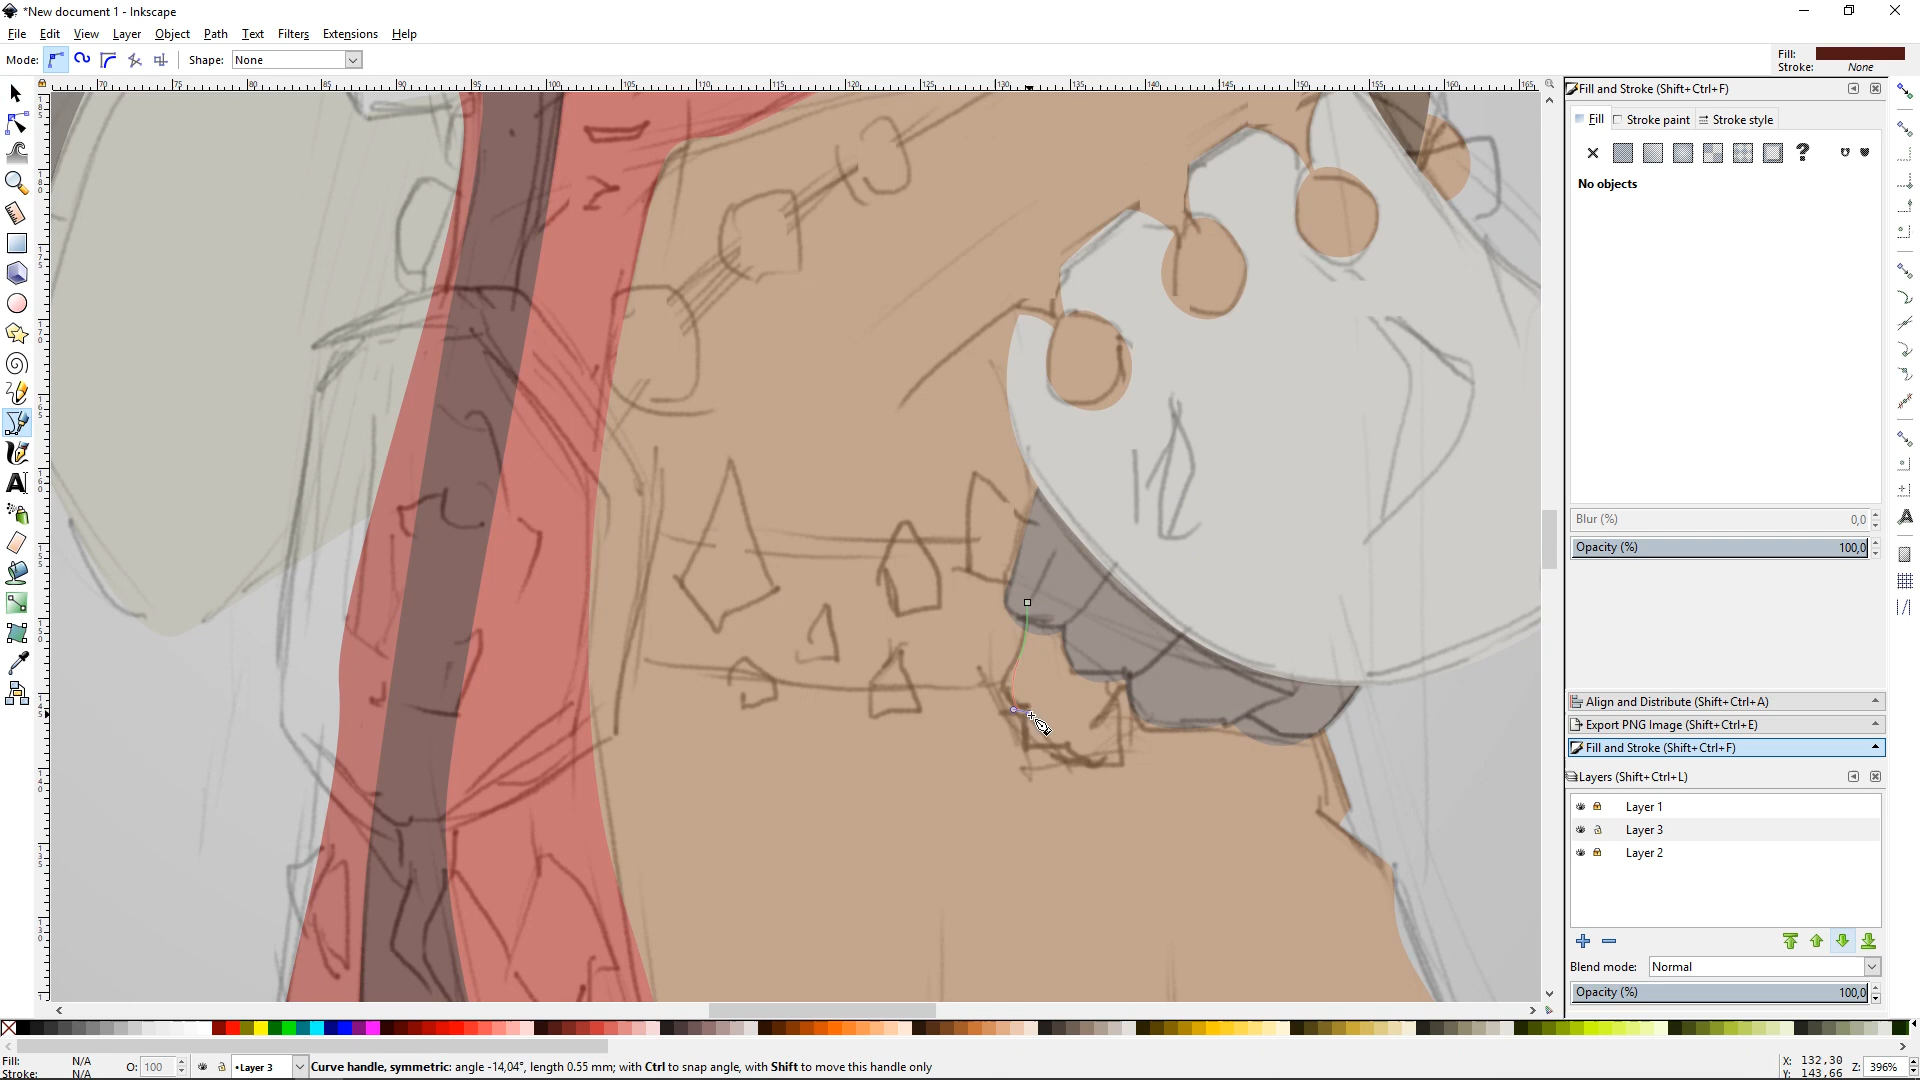 *New document 1 - Inkscape
File Edit View Layer Object Path Text Filters Extensions Help
Mode: Shape: None
Fill:
Stroke: None
Fill and Stroke (Shift+Ctrl+F)
Fill Stroke paint Stroke style
No objects
Blur (%) 0,0
Opacity (%) 100,0
Align and Distribute (Shift+Ctrl+A)
Export PNG Image (Shift+Ctrl+E)
Fill and Stroke (Shift+Ctrl+F)
Layers (Shift+Ctrl+L)
Layer 1
Layer 3
Layer 2
Blend mode: Normal
Opacity (%) 100,0
Fill: N/A
Stroke: N/A
O: 100
•Layer 3
Curve handle, symmetric: angle -14,04°, length 0.55 mm; with Ctrl to snap angle, with Shift to move this handle only
X: 132,30
Y: 143,66
Z: 396%